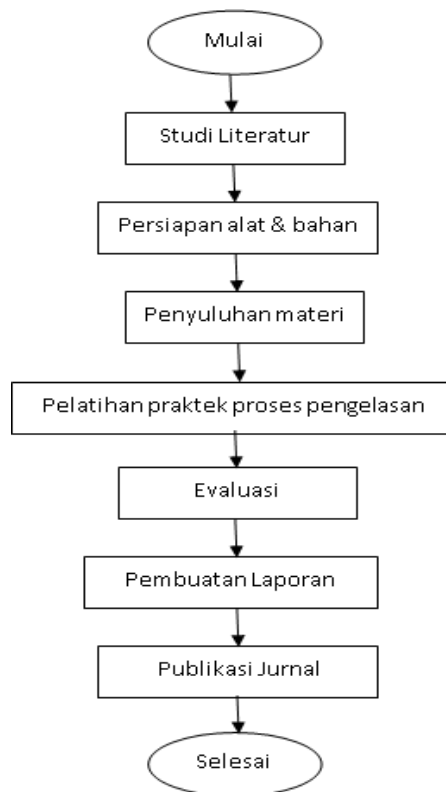 Mulai
Studi Literatur
Persiapan alat & bahan
Penyuluhan materi
Pelatihan praktek proses pengelasan
Evaluasi
Pembuatan Laporan
Publikasi Jurnal
Selesai